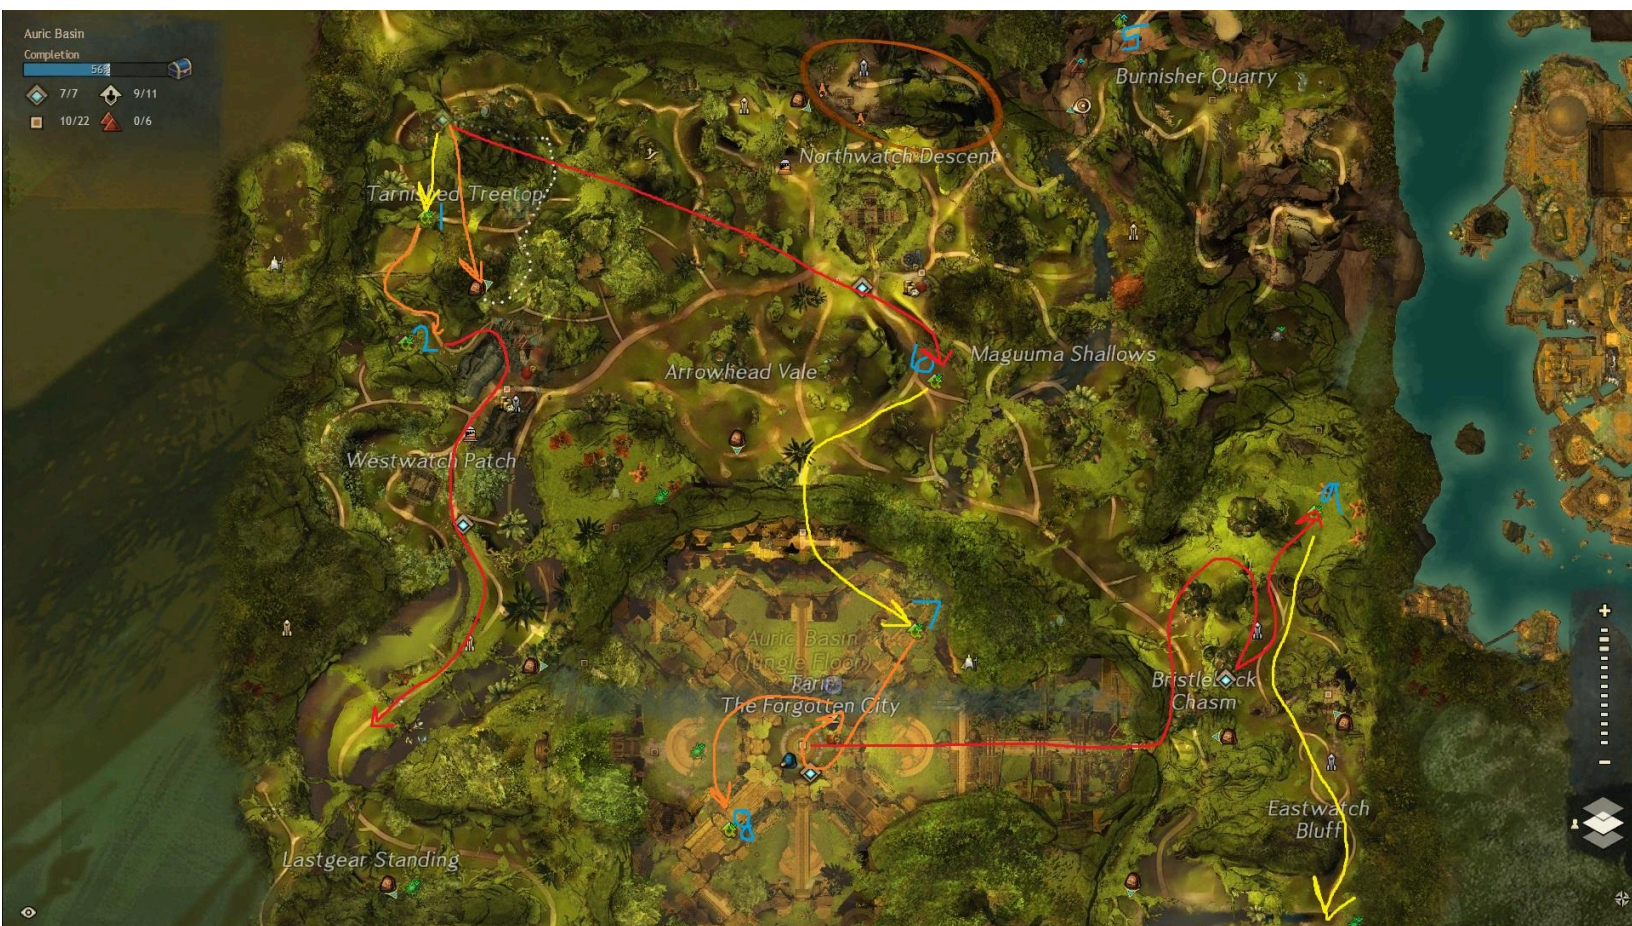 Auric Basin
Completion
56%
7/7
9/11
10/22
0/6
5
Burnisher Quarry
Northwatch Descent
Tarnished Treetop
1
2
6
Maguuma Shallows
Arrowhead Vale
Westwatch Patch
9
7
Auric Basin
(Jungle Floor)
Tarir
The Forgotten City
Bristleback
Chasm
8
Eastwatch
Bluff
Lastgear Standing